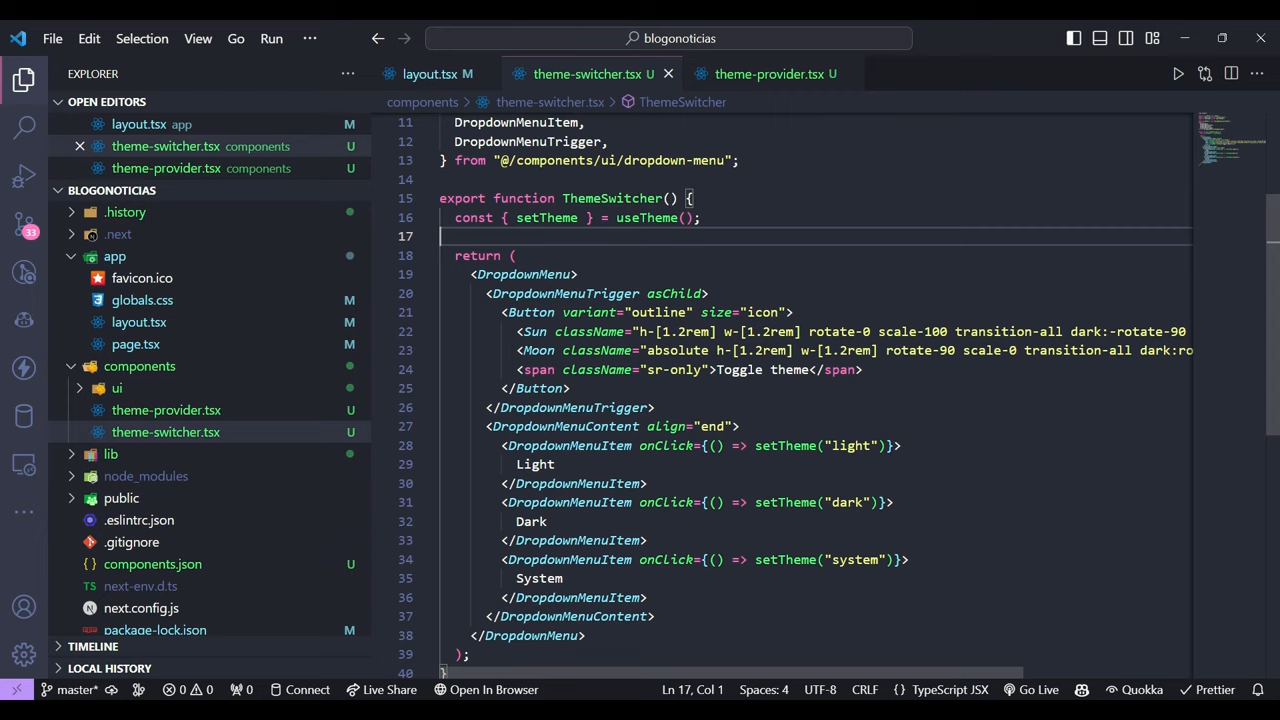 File Edit Selection View Go Run ··· blogonoticias
EXPLORER ···
OPEN EDITORS
layout.tsx app M
theme-switcher.tsx components U
theme-provider.tsx components U
BLOGONOTICIAS
.history
.next
app
favicon.ico
globals.css M
layout.tsx M
page.tsx M
components
ui
theme-provider.tsx U
theme-switcher.tsx U
lib
node_modules
public
.eslintrc.json
.gitignore
components.json U
TS next-env.d.ts
next.config.js
package-lock.json M
TIMELINE
LOCAL HISTORY
33
layout.tsx M theme-switcher.tsx U theme-provider.tsx U
components > theme-switcher.tsx > ThemeSwitcher
11 DropdownMenuItem,
12 DropdownMenuTrigger,
13 } from "@/components/ui/dropdown-menu";
14
15 export function ThemeSwitcher() {
16 const { setTheme } = useTheme();
17
18 return (
19 <DropdownMenu>
20 <DropdownMenuTrigger asChild>
21 <Button variant="outline" size="icon">
22 <Sun className="h-[1.2rem] w-[1.2rem] rotate-0 scale-100 transition-all dark:-rotate-90
23 <Moon className="absolute h-[1.2rem] w-[1.2rem] rotate-90 scale-0 transition-all dark:ro
24 <span className="sr-only">Toggle theme</span>
25 </Button>
26 </DropdownMenuTrigger>
27 <DropdownMenuContent align="end">
28 <DropdownMenuItem onClick={() => setTheme("light")}>
29 Light
30 </DropdownMenuItem>
31 <DropdownMenuItem onClick={() => setTheme("dark")}>
32 Dark
33 </DropdownMenuItem>
34 <DropdownMenuItem onClick={() => setTheme("system")}>
35 System
36 </DropdownMenuItem>
37 </DropdownMenuContent>
38 </DropdownMenu>
39 );
40 }
master* 0 0 0 Connect Live Share Open In Browser Ln 17, Col 1 Spaces: 4 UTF-8 CRLF {} TypeScript JSX Go Live Quokka Prettier